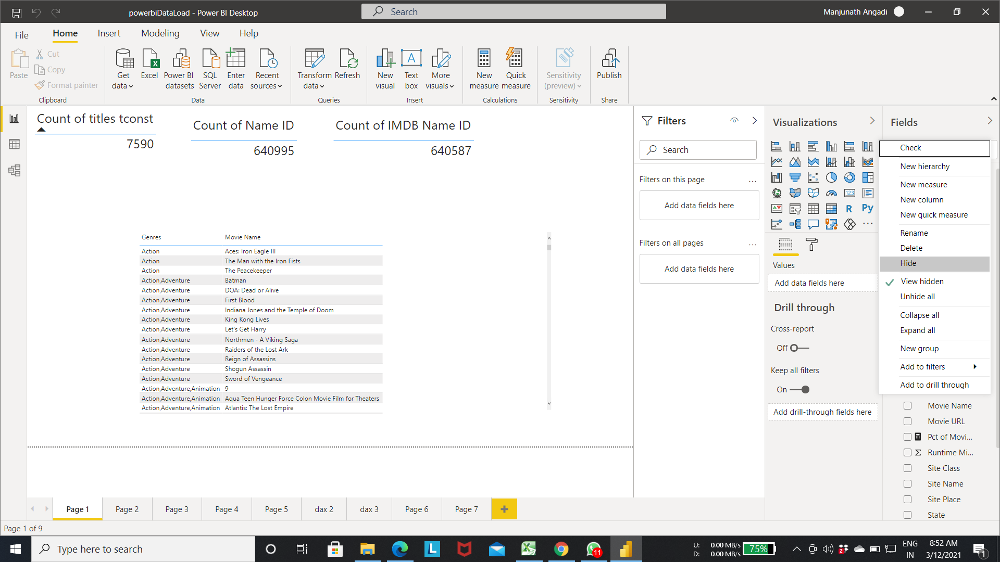 powerbiDataLoad - Power BI Desktop
Search
Manjunath Angadi
File
Home
Insert
Modeling
View
Help
Paste
Cut
Copy
Format painter
Clipboard
Get data
Excel
Power BI datasets
SQL Server
Enter data
Recent sources
Data
Transform data
Refresh
Queries
New visual
Text box
More visuals
Insert
New measure
Quick measure
Calculations
Sensitivity (preview)
Sensitivity
Publish
Share
Count of titles tconst
7590
Count of Name ID
640995
Count of IMDB Name ID
640587
Genres Movie Name
Action Aces: Iron Eagle III
Action The Man with the Iron Fists
Action The Peacekeeper
Action,Adventure Batman
Action,Adventure DOA: Dead or Alive
Action,Adventure First Blood
Action,Adventure Indiana Jones and the Temple of Doom
Action,Adventure King Kong Lives
Action,Adventure Let's Get Harry
Action,Adventure Northmen - A Viking Saga
Action,Adventure Raiders of the Lost Ark
Action,Adventure Reign of Assassins
Action,Adventure Shogun Assassin
Action,Adventure Sword of Vengeance
Action,Adventure,Animation 9
Action,Adventure,Animation Aqua Teen Hunger Force Colon Movie Film for Theaters
Action,Adventure,Animation Atlantis: The Lost Empire
Filters
Search
Filters on this page ...
Add data fields here
Filters on all pages ...
Add data fields here
Visualizations
123
R
Py
...
Values
Add data fields here
Drill through
Cross-report
Off
Keep all filters
On
Add drill-through fields here
Fields
Check
New hierarchy
New measure
New column
New quick measure
Rename
Delete
Hide
View hidden
Unhide all
Collapse all
Expand all
New group
Add to filters
Add to drill through
Movie Name
Movie URL
Pct of Movi...
Σ Runtime Mi...
Site Class
Site Name
Site Place
State
Page 1
Page 2
Page 3
Page 4
Page 5
dax 2
dax 3
Page 6
Page 7
+
Page 1 of 9
Type here to search
L
11
U: 0.00 MB/s
D: 0.00 MB/s
75%
2
ENG
IN
8:52 AM
3/12/2021
1